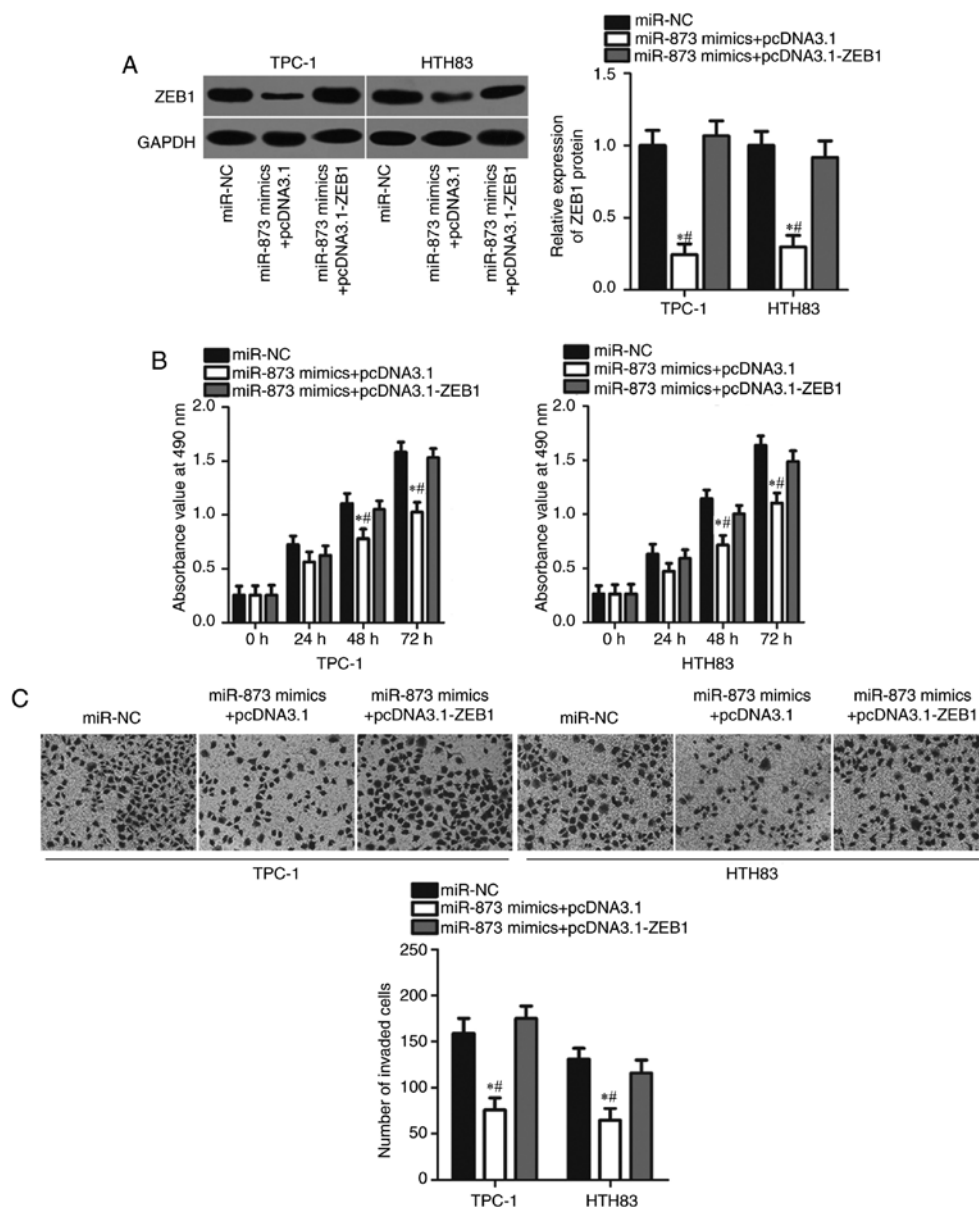 A
TPC-1
HTH83
ZEB1
GAPDH
miR-NC
miR-873 mimics
+pcDNA3.1
miR-873 mimics
+pcDNA3.1-ZEB1
miR-NC
miR-873 mimics
+pcDNA3.1
miR-873 mimics
+pcDNA3.1-ZEB1
miR-NC
miR-873 mimics+pcDNA3.1
miR-873 mimics+pcDNA3.1-ZEB1
Relative expression
of ZEB1 protein
1.5
1.0
0.5
0.0
*#
*#
TPC-1
HTH83
B
miR-NC
miR-873 mimics+pcDNA3.1
miR-873 mimics+pcDNA3.1-ZEB1
Absorbance value at 490 nm
2.0
1.5
1.0
0.5
0.0
*#
*#
0 h
24 h
48 h
72 h
TPC-1
miR-NC
miR-873 mimics+pcDNA3.1
miR-873 mimics+pcDNA3.1-ZEB1
Absorbance value at 490 nm
2.0
1.5
1.0
0.5
0.0
*#
*#
0 h
24 h
48 h
72 h
HTH83
C
miR-NC
miR-873 mimics
+pcDNA3.1
miR-873 mimics
+pcDNA3.1-ZEB1
miR-NC
miR-873 mimics
+pcDNA3.1
miR-873 mimics
+pcDNA3.1-ZEB1
TPC-1
HTH83
miR-NC
miR-873 mimics+pcDNA3.1
miR-873 mimics+pcDNA3.1-ZEB1
Number of invaded cells
250
200
150
100
50
0
*#
*#
TPC-1
HTH83